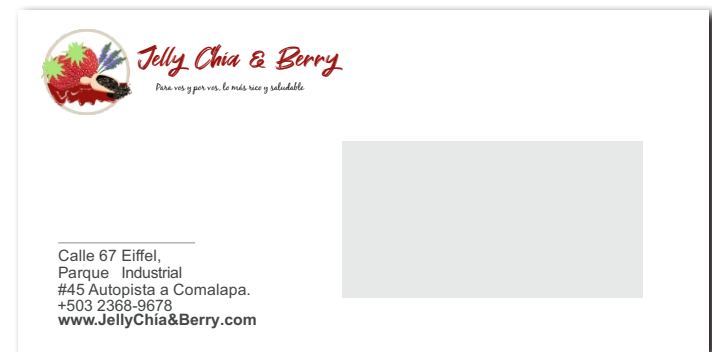 Jelly Chía & Berry
Para vos y por vos, lo más rico y saludable
Calle 67 Eiffel,
Parque Industrial
#45 Autopista a Comalapa.
+503 2368-9678
www.JellyChía&Berry.com